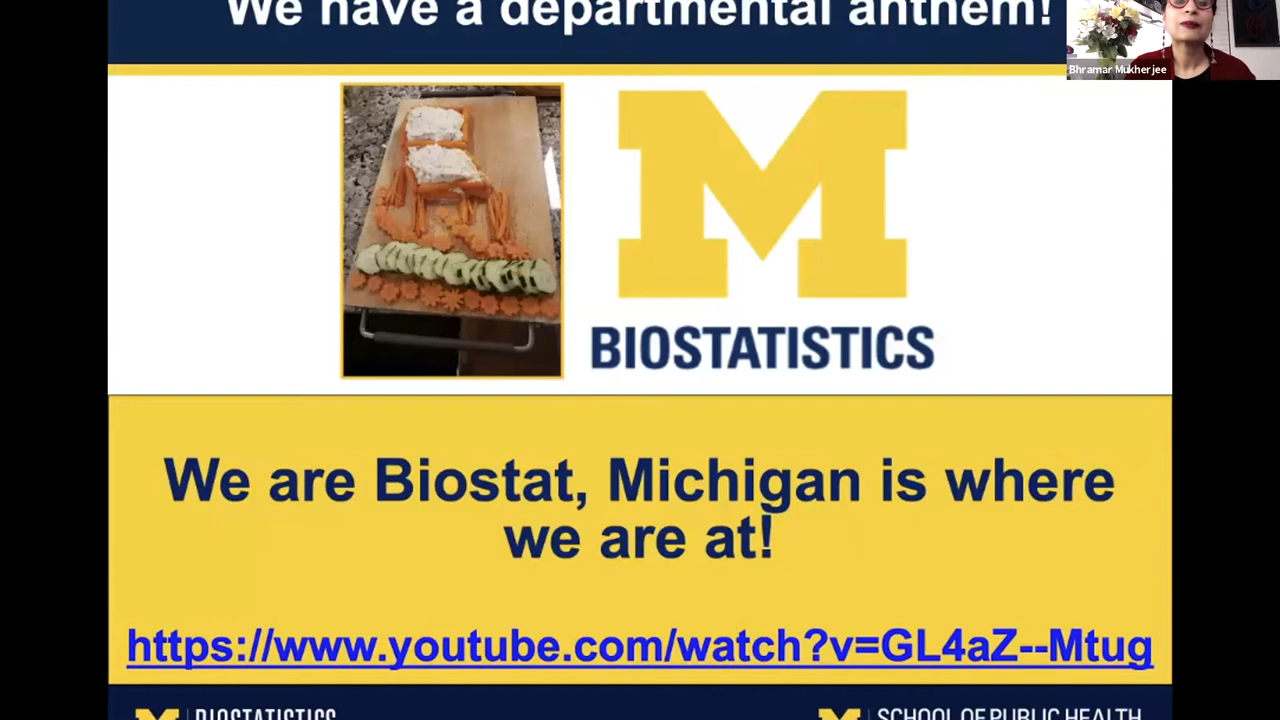 We have a departmental anthem!
Bhramar Mukherjee
M
BIOSTATISTICS
We are Biostat, Michigan is where
we are at!
https://www.youtube.com/watch?v=GL4aZ--Mtug
M BIOSTATISTICS
M SCHOOL OF PUBLIC HEALTH